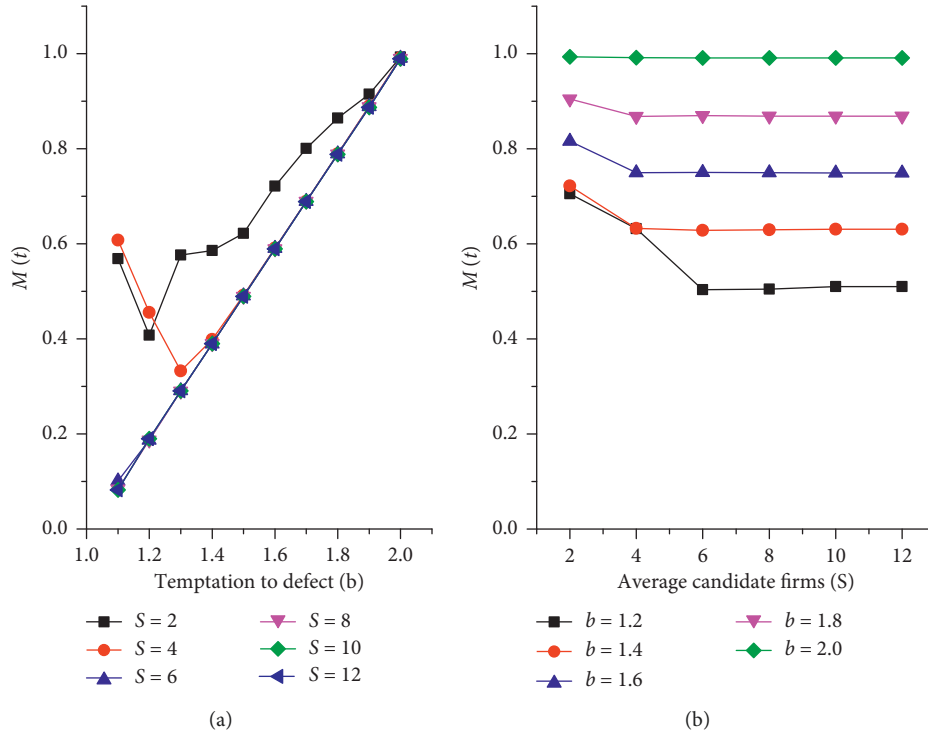 1.0
0.8
0.6
0.4
0.2
0.0
M (t)
1.0 1.2 1.4 1.6 1.8 2.0
Temptation to defect (b)
S = 2
S = 4
S = 6
S = 8
S = 10
S = 12
(a)
1.0
0.8
0.6
0.4
0.2
0.0
M (t)
2 4 6 8 10 12
Average candidate firms (S)
b = 1.2
b = 1.4
b = 1.6
b = 1.8
b = 2.0
(b)